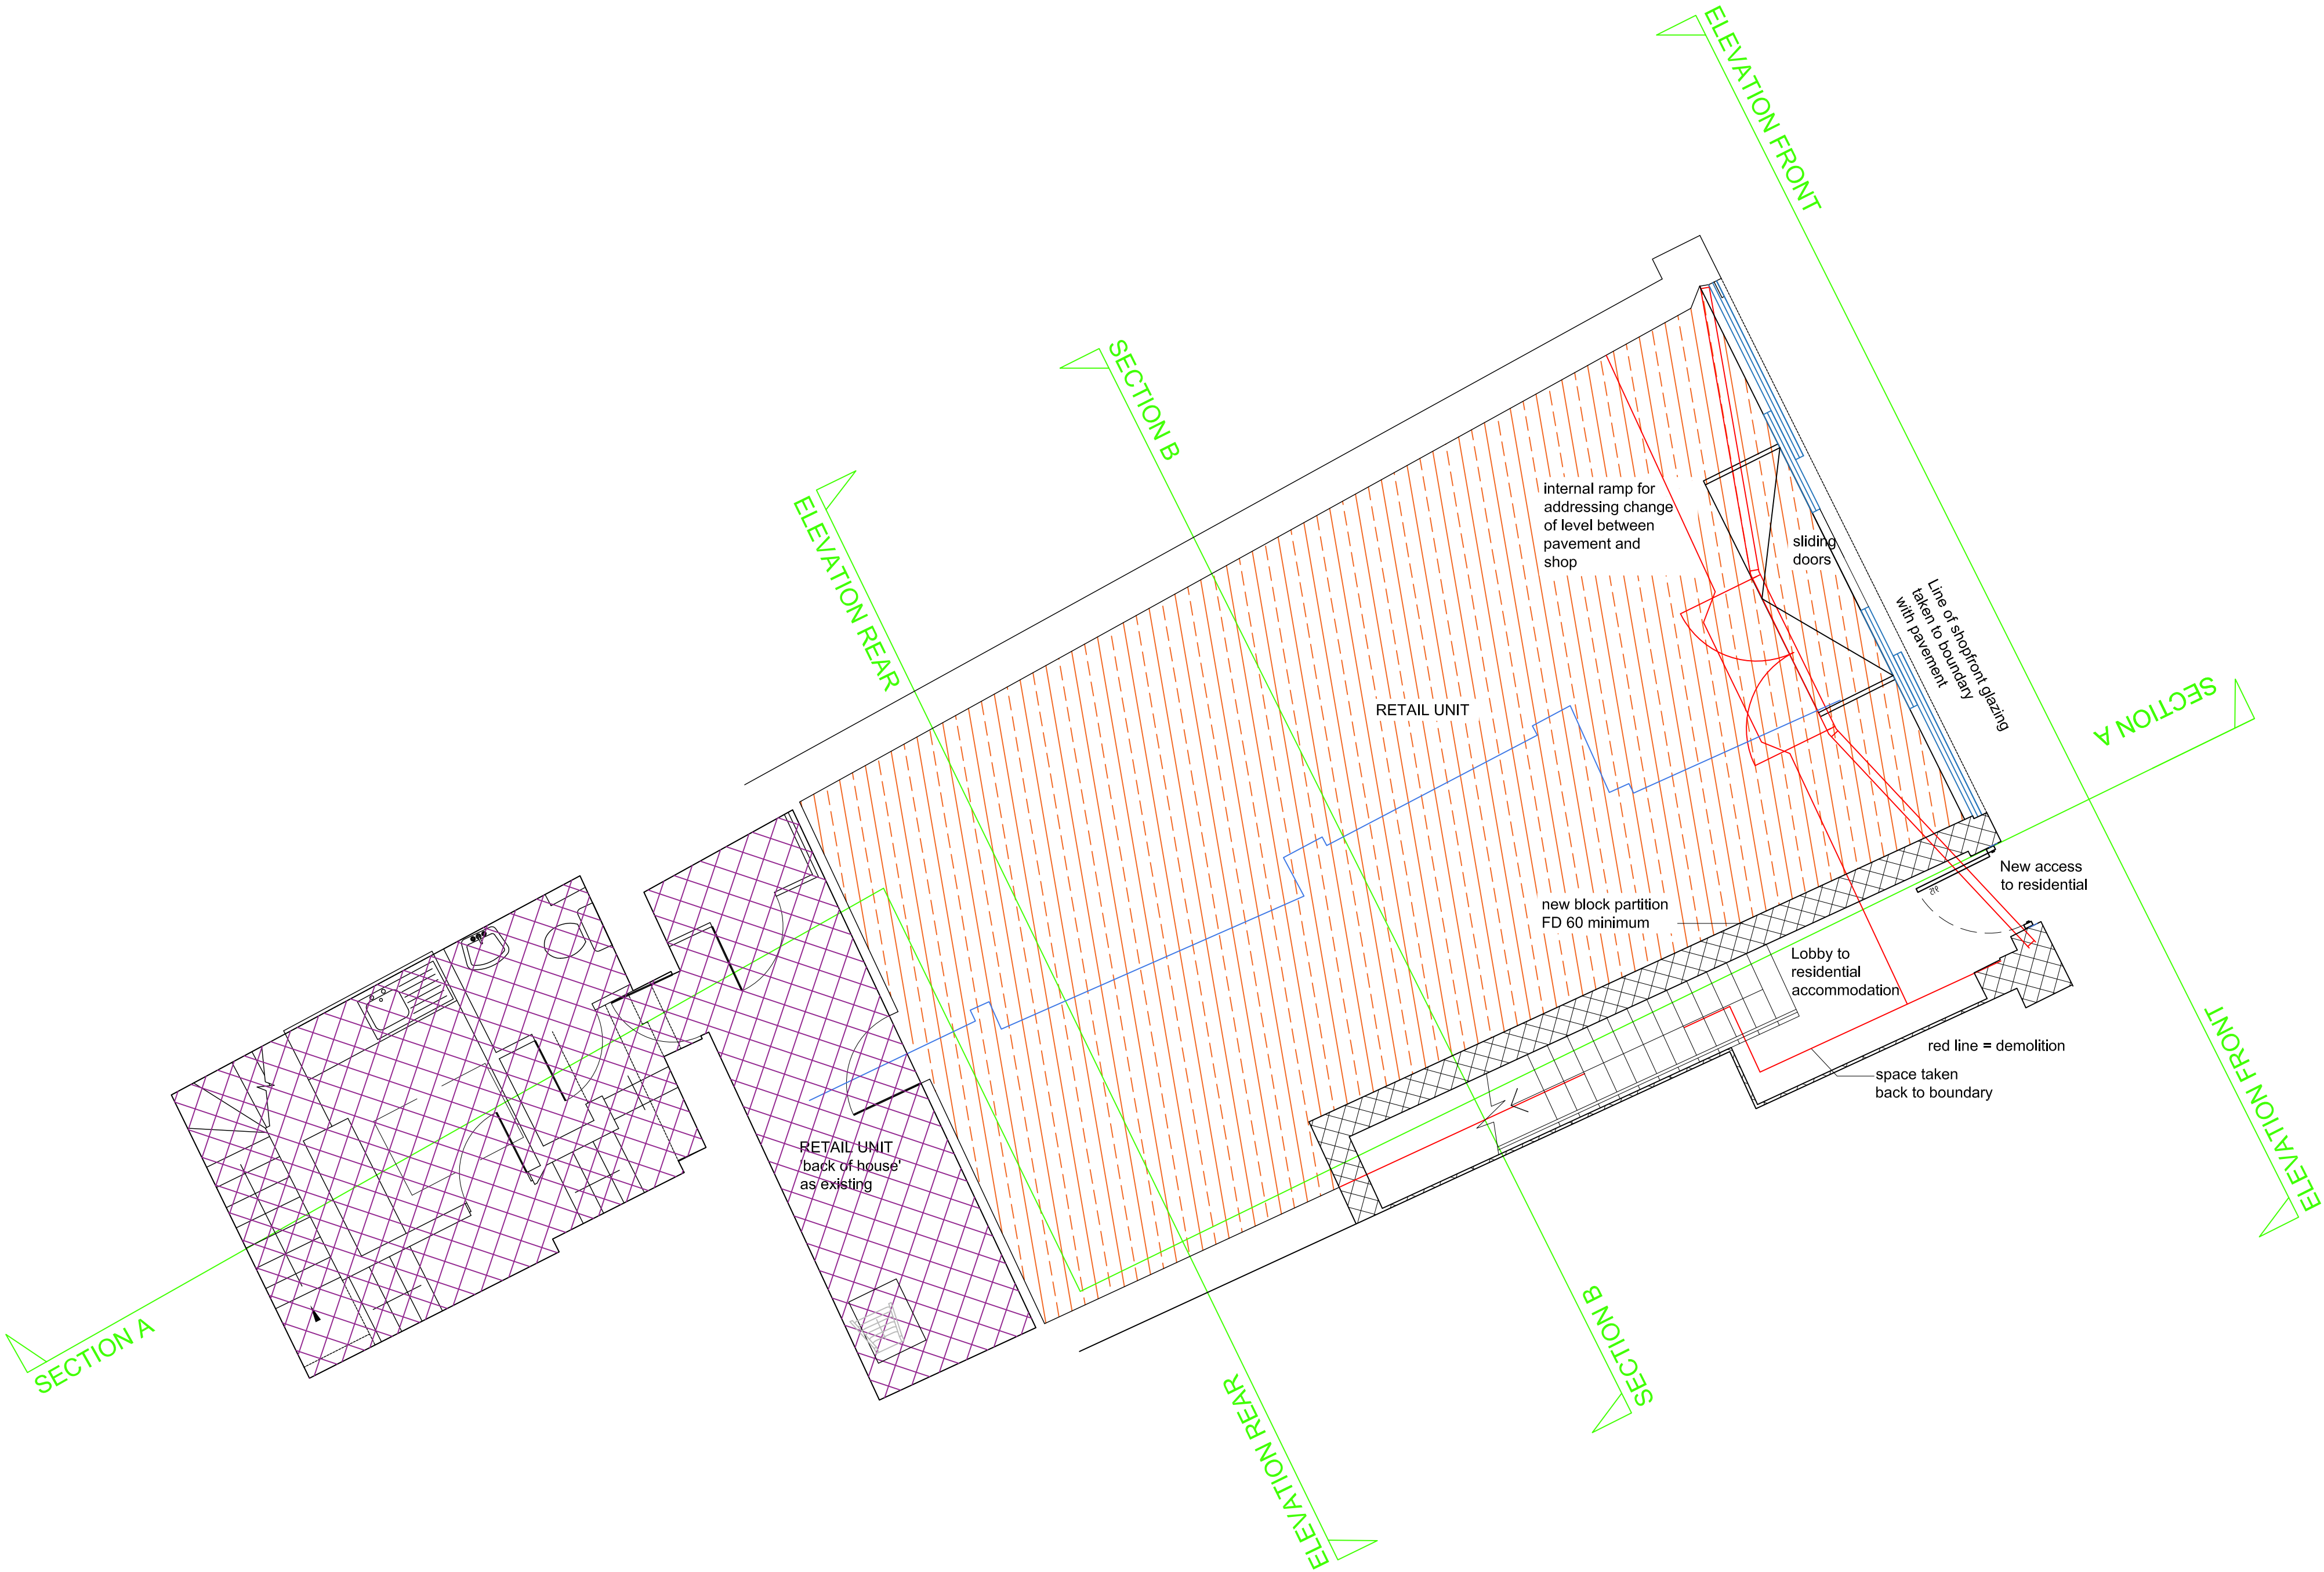 ELEVATION FRONT
SECTION B
ELEVATION REAR
internal ramp for
addressing change
of level between
pavement and
shop
sliding
doors
Line of shopfront glazing
taken to boundary
with pavement
RETAIL UNIT
SECTION A
New access
to residential
new block partition
FD 60 minimum
Lobby to
residential
accommodation
red line = demolition
space taken
back to boundary
RETAIL UNIT
'back of house'
as existing
SECTION A
SECTION B
ELEVATION REAR
ELEVATION FRONT